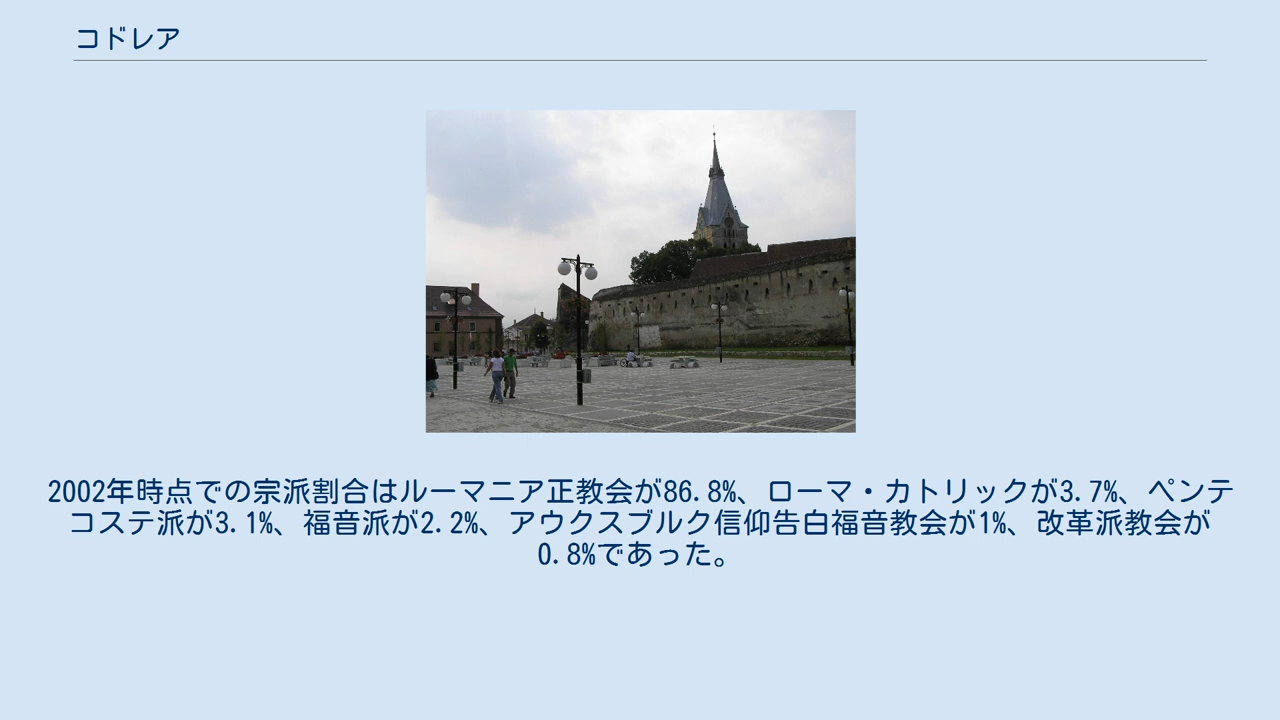 コドレア
2002年時点での宗派割合はルーマニア正教会が86.8%、ローマ・カトリックが3.7%、ペンテ
コステ派が3.1%、福音派が2.2%、アウクスブルク信仰告白福音教会が1%、改革派教会が
0.8%であった。